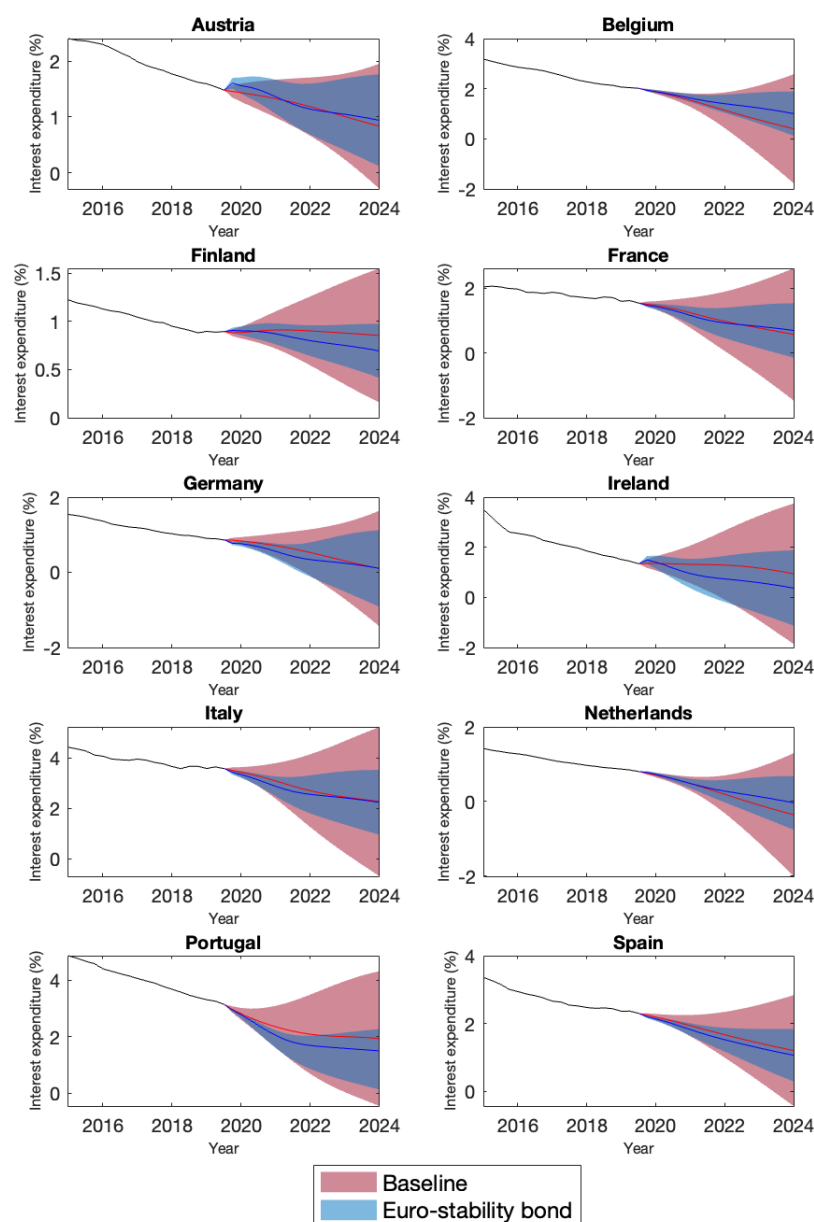 Austria
Interest expenditure (%)
2
1
0
2016 2018 2020 2022 2024
Year
Belgium
Interest expenditure (%)
4
2
0
-2
2016 2018 2020 2022 2024
Year
Finland
Interest expenditure (%)
1.5
1
0.5
0
2016 2018 2020 2022 2024
Year
France
Interest expenditure (%)
2
0
-2
2016 2018 2020 2022 2024
Year
Germany
Interest expenditure (%)
2
0
-2
2016 2018 2020 2022 2024
Year
Ireland
Interest expenditure (%)
4
2
0
-2
2016 2018 2020 2022 2024
Year
Italy
Interest expenditure (%)
4
2
0
2016 2018 2020 2022 2024
Year
Netherlands
Interest expenditure (%)
2
0
-2
2016 2018 2020 2022 2024
Year
Portugal
Interest expenditure (%)
4
2
0
2016 2018 2020 2022 2024
Year
Spain
Interest expenditure (%)
4
2
0
2016 2018 2020 2022 2024
Year
Baseline
Euro-stability bond